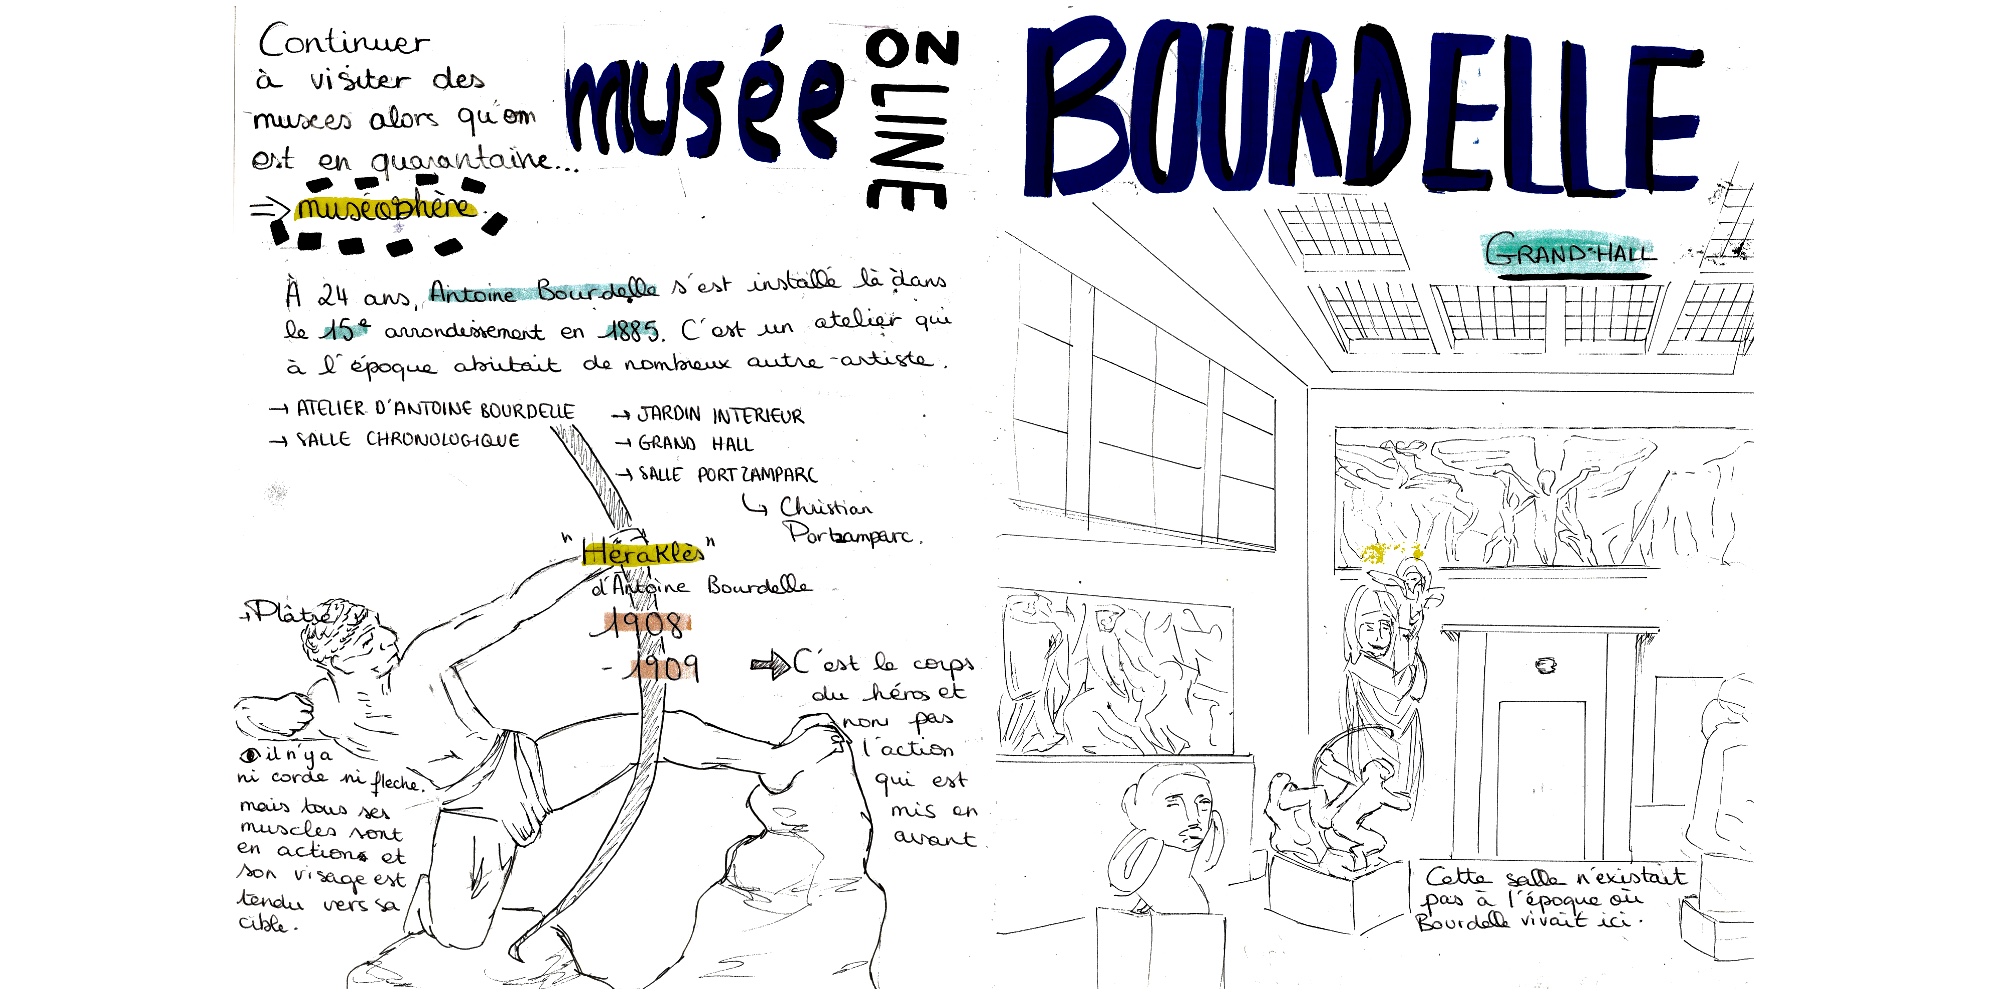 Continuer
à visiter des
musees alors qu'on
est en quarantaine...
⇒ muséosphère.
musée
ON LINE
BOURDELLE
À 24 ans, Antoine Bourdelle s'est installé là dans
le 15e arrondissement en 1885. C'est un atelier qui
à l'époque abritait de nombreux autre artiste.
→ ATELIER D'ANTOINE BOURDELLE
→ SALLE CHRONOLOGIQUE
→ JARDIN INTERIEUR
→ GRAND HALL
→ SALLE PORTZAMPARC
↳ Christian
Portzamparc.
"Héraklès"
d'Antoine Bourdelle
1908
- 1909
→ Plâtre
⇒ C'est le corps
du héros et
non pas
l'action
qui est
mis en
avant
il n'y a
ni corde ni fleche.
mais tous ses
muscles sont
en actions et
son visage est
tendu vers sa
cible.
GRAND-HALL
Cette salle n'existait
pas à l'époque où
Bourdelle vivait ici.